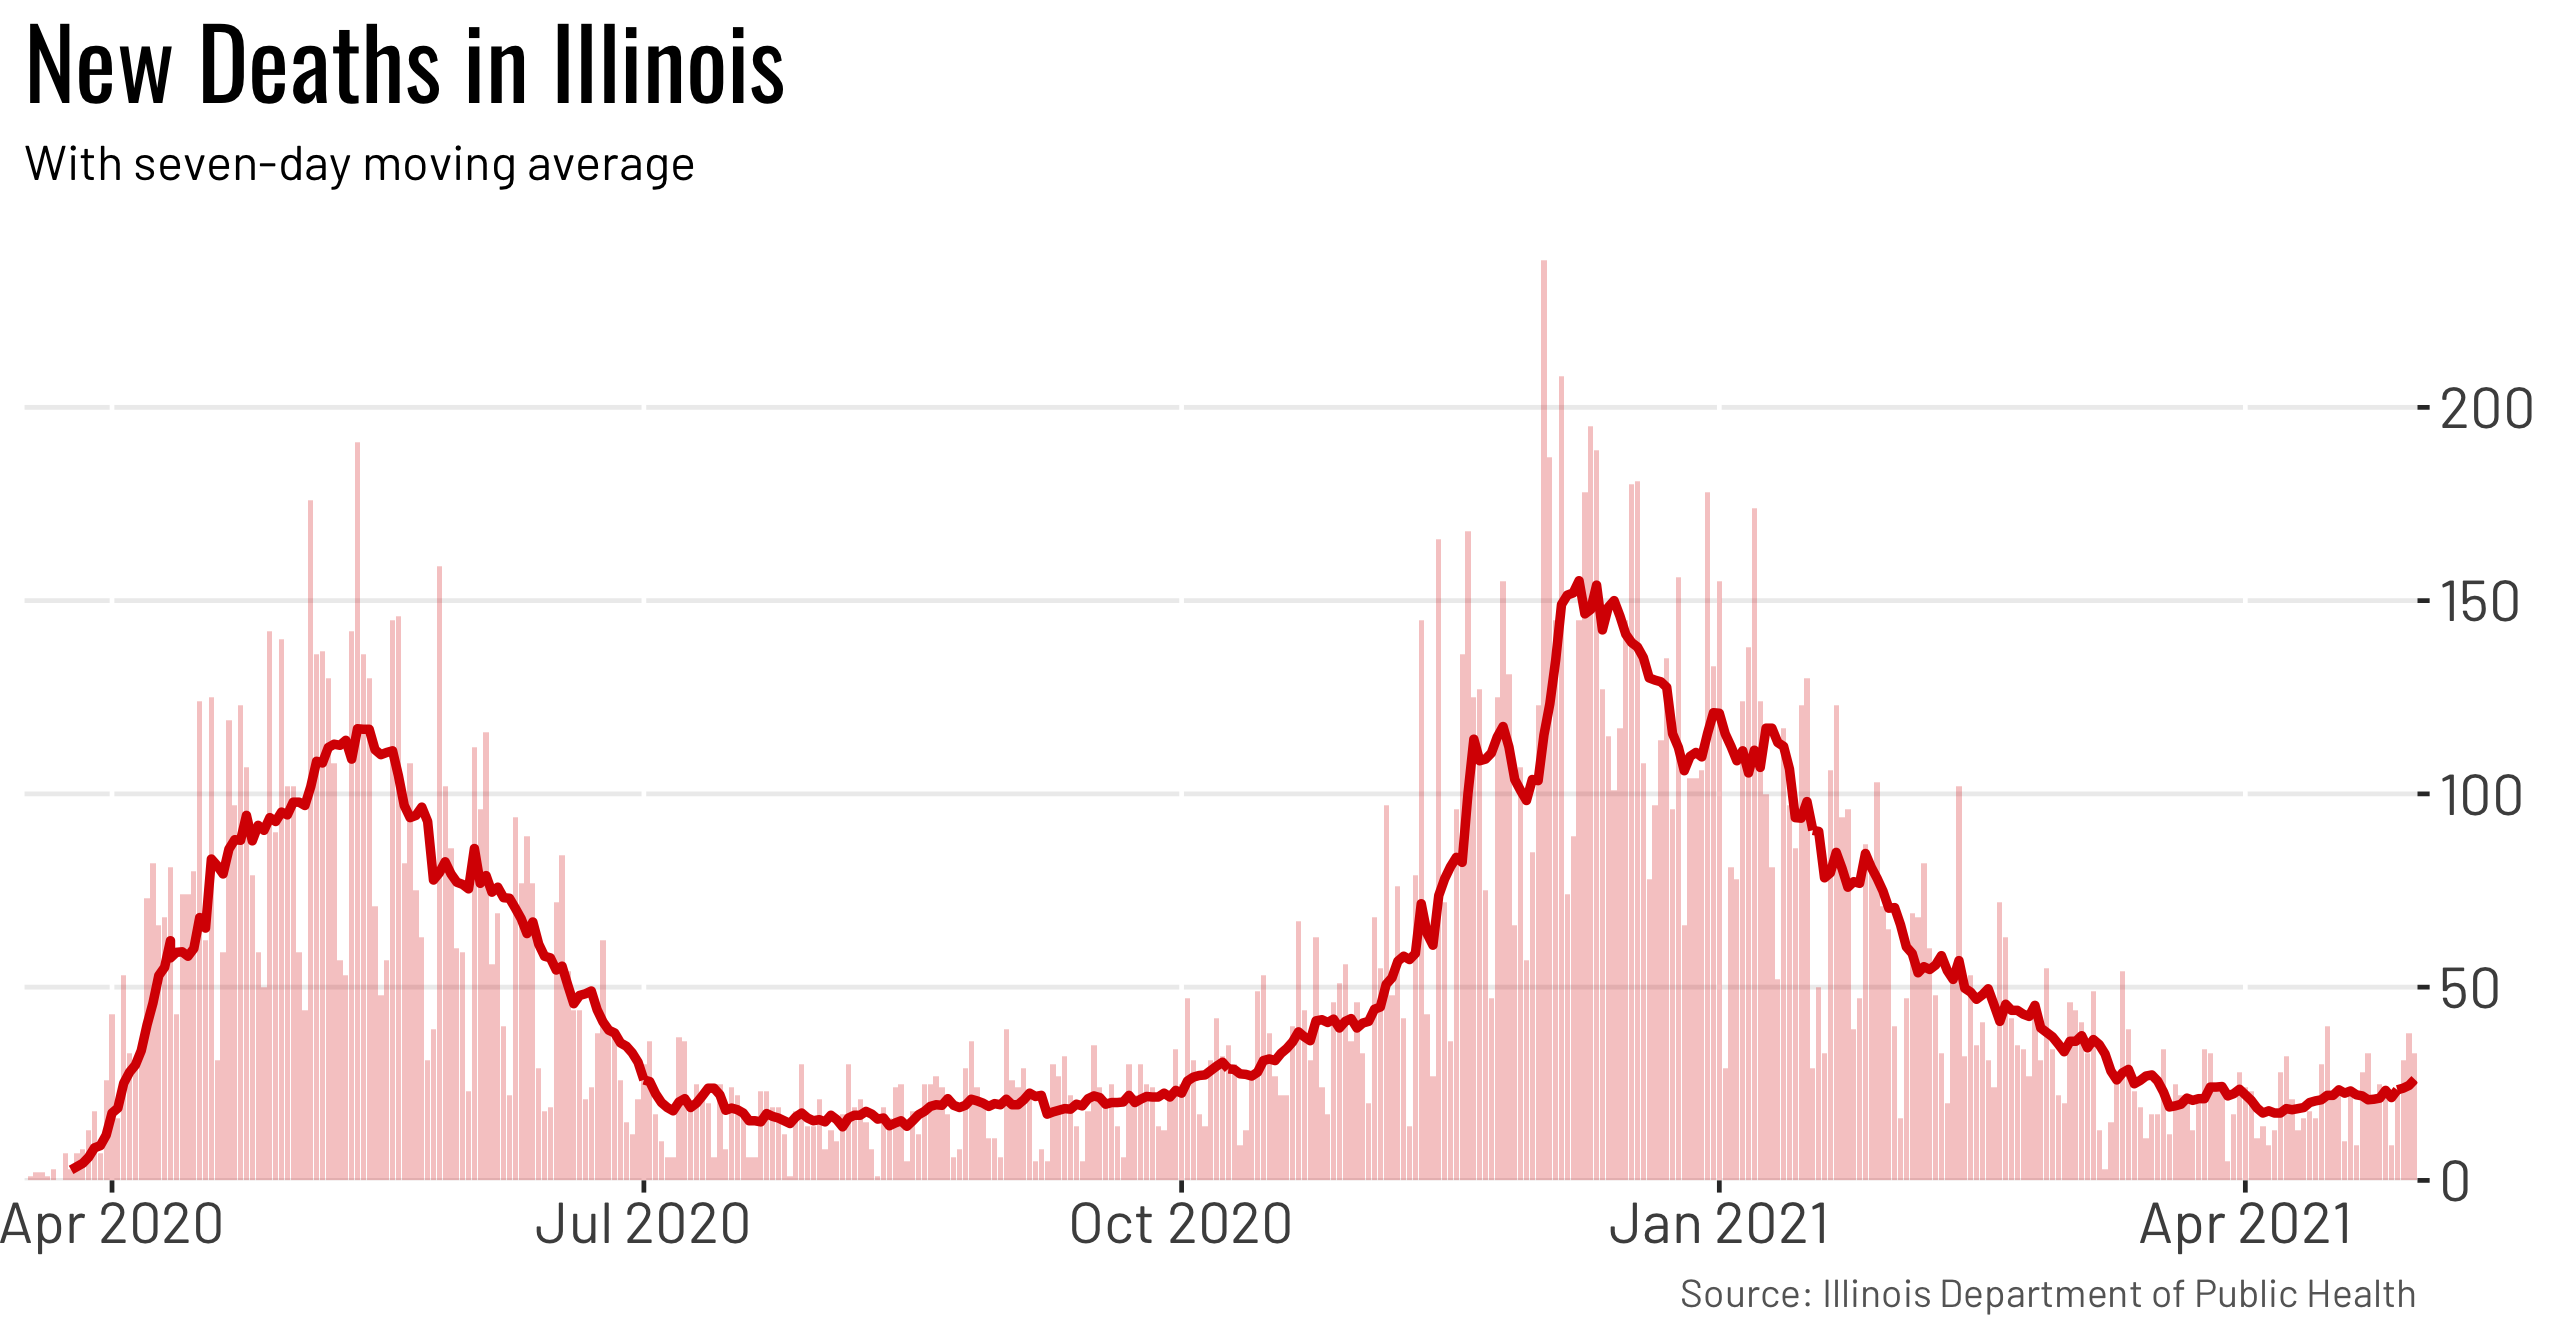 New Deaths in Illinois
With seven-day moving average
200
150
100
50
0
Apr 2020
Jul 2020
Oct 2020
Jan 2021
Apr 2021
Source: Illinois Department of Public Health